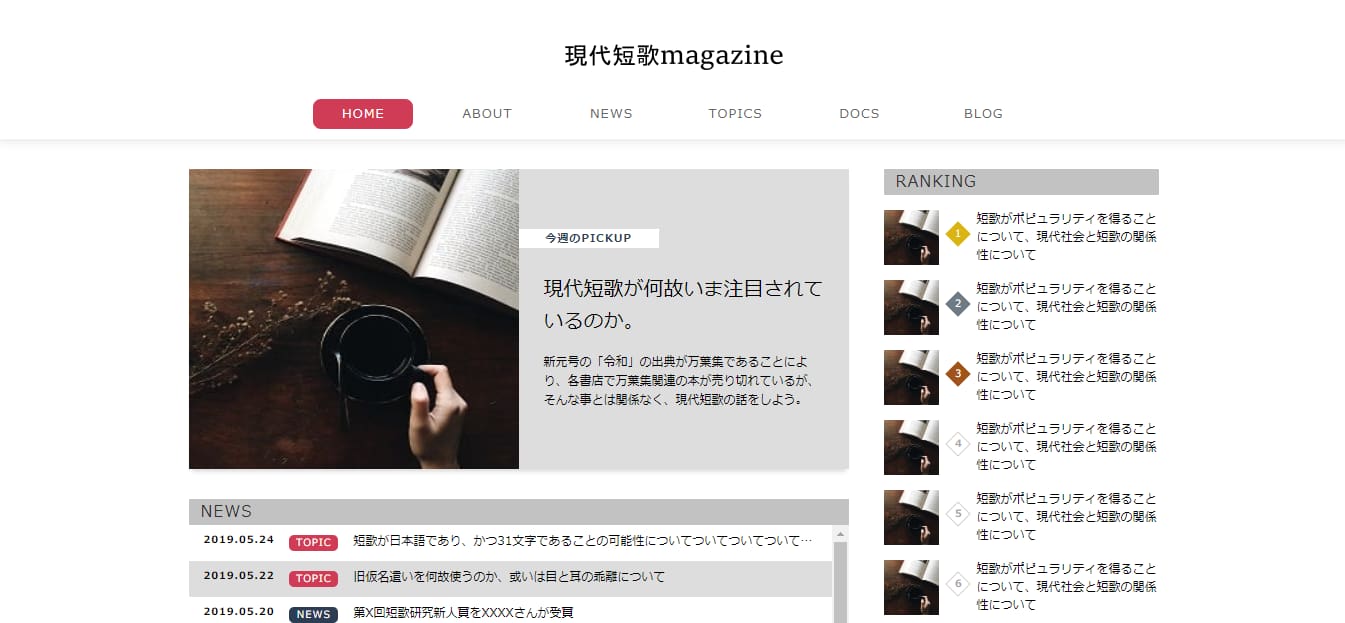 現代短歌magazine
HOME ABOUT NEWS TOPICS DOCS BLOG
今週のPICKUP
現代短歌が何故いま注目されて
いるのか。
新元号の「令和」の出典が万葉集であることによ
り、各書店で万葉集関連の本が売り切れているが、
そんな事とは関係なく、現代短歌の話をしよう。
NEWS
2019.05.24 TOPIC 短歌が日本語であり、かつ31文字であることの可能性についてついてついてついて…
2019.05.22 TOPIC 旧仮名遣いを何故使うのか、或いは目と耳の乖離について
2019.05.20 NEWS 第X回短歌研究新人賞をXXXXさんが受賞
RANKING
1 短歌がポピュラリティを得ること
について、現代社会と短歌の関係
性について
2 短歌がポピュラリティを得ること
について、現代社会と短歌の関係
性について
3 短歌がポピュラリティを得ること
について、現代社会と短歌の関係
性について
4 短歌がポピュラリティを得ること
について、現代社会と短歌の関係
性について
5 短歌がポピュラリティを得ること
について、現代社会と短歌の関係
性について
6 短歌がポピュラリティを得ること
について、現代社会と短歌の関係
性について